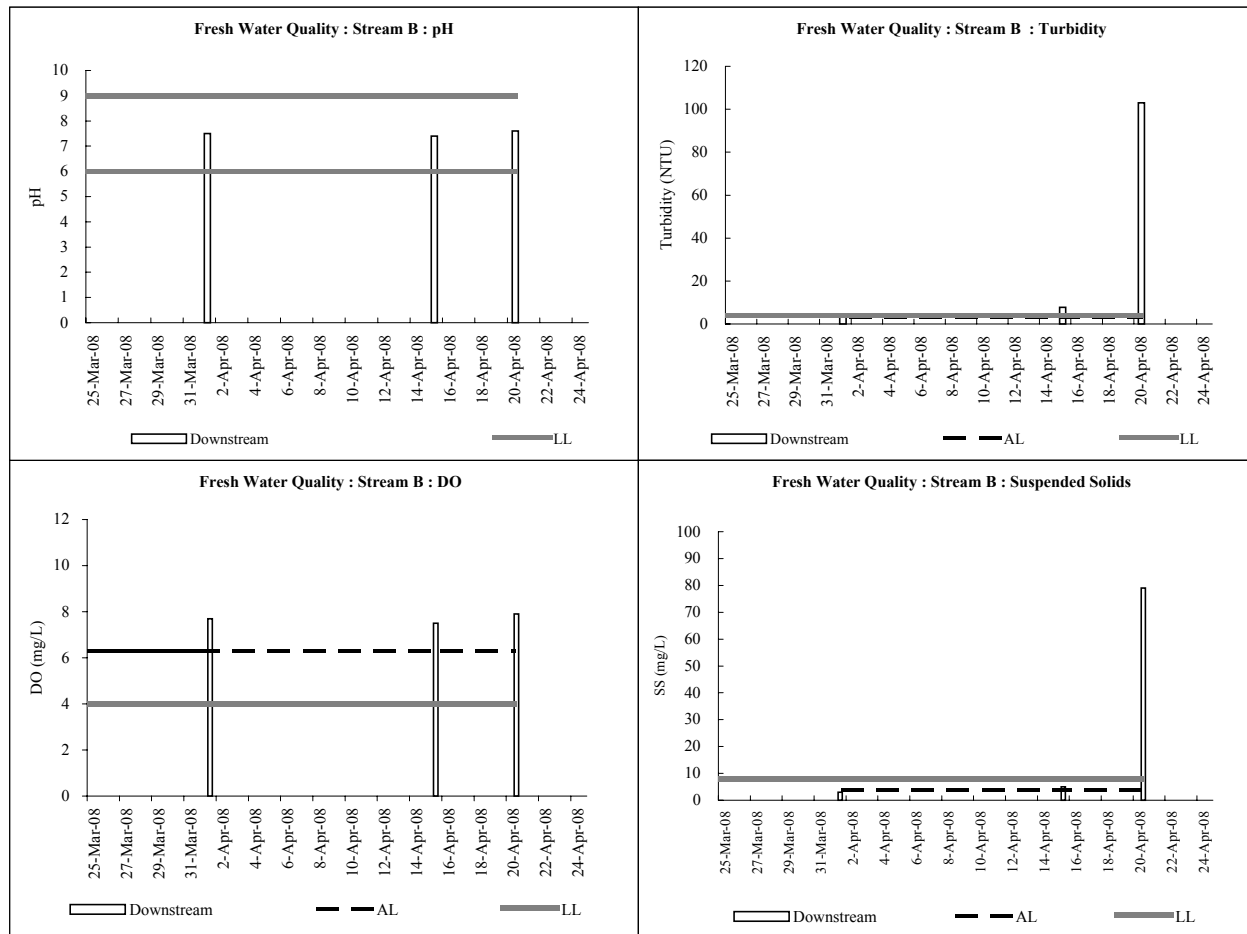 Fresh Water Quality : Stream B : pH
10
9
8
7
6
5
4
3
2
1
0
pH
25-Mar-08
27-Mar-08
29-Mar-08
31-Mar-08
2-Apr-08
4-Apr-08
6-Apr-08
8-Apr-08
10-Apr-08
12-Apr-08
14-Apr-08
16-Apr-08
18-Apr-08
20-Apr-08
22-Apr-08
24-Apr-08
Downstream LL
Fresh Water Quality : Stream B : Turbidity
120
100
80
60
40
20
0
Turbidity (NTU)
25-Mar-08
27-Mar-08
29-Mar-08
31-Mar-08
2-Apr-08
4-Apr-08
6-Apr-08
8-Apr-08
10-Apr-08
12-Apr-08
14-Apr-08
16-Apr-08
18-Apr-08
20-Apr-08
22-Apr-08
24-Apr-08
Downstream AL LL
Fresh Water Quality : Stream B : DO
12
10
8
6
4
2
0
DO (mg/L)
25-Mar-08
27-Mar-08
29-Mar-08
31-Mar-08
2-Apr-08
4-Apr-08
6-Apr-08
8-Apr-08
10-Apr-08
12-Apr-08
14-Apr-08
16-Apr-08
18-Apr-08
20-Apr-08
22-Apr-08
24-Apr-08
Downstream AL LL
Fresh Water Quality : Stream B : Suspended Solids
100
90
80
70
60
50
40
30
20
10
0
SS (mg/L)
25-Mar-08
27-Mar-08
29-Mar-08
31-Mar-08
2-Apr-08
4-Apr-08
6-Apr-08
8-Apr-08
10-Apr-08
12-Apr-08
14-Apr-08
16-Apr-08
18-Apr-08
20-Apr-08
22-Apr-08
24-Apr-08
Downstream AL LL